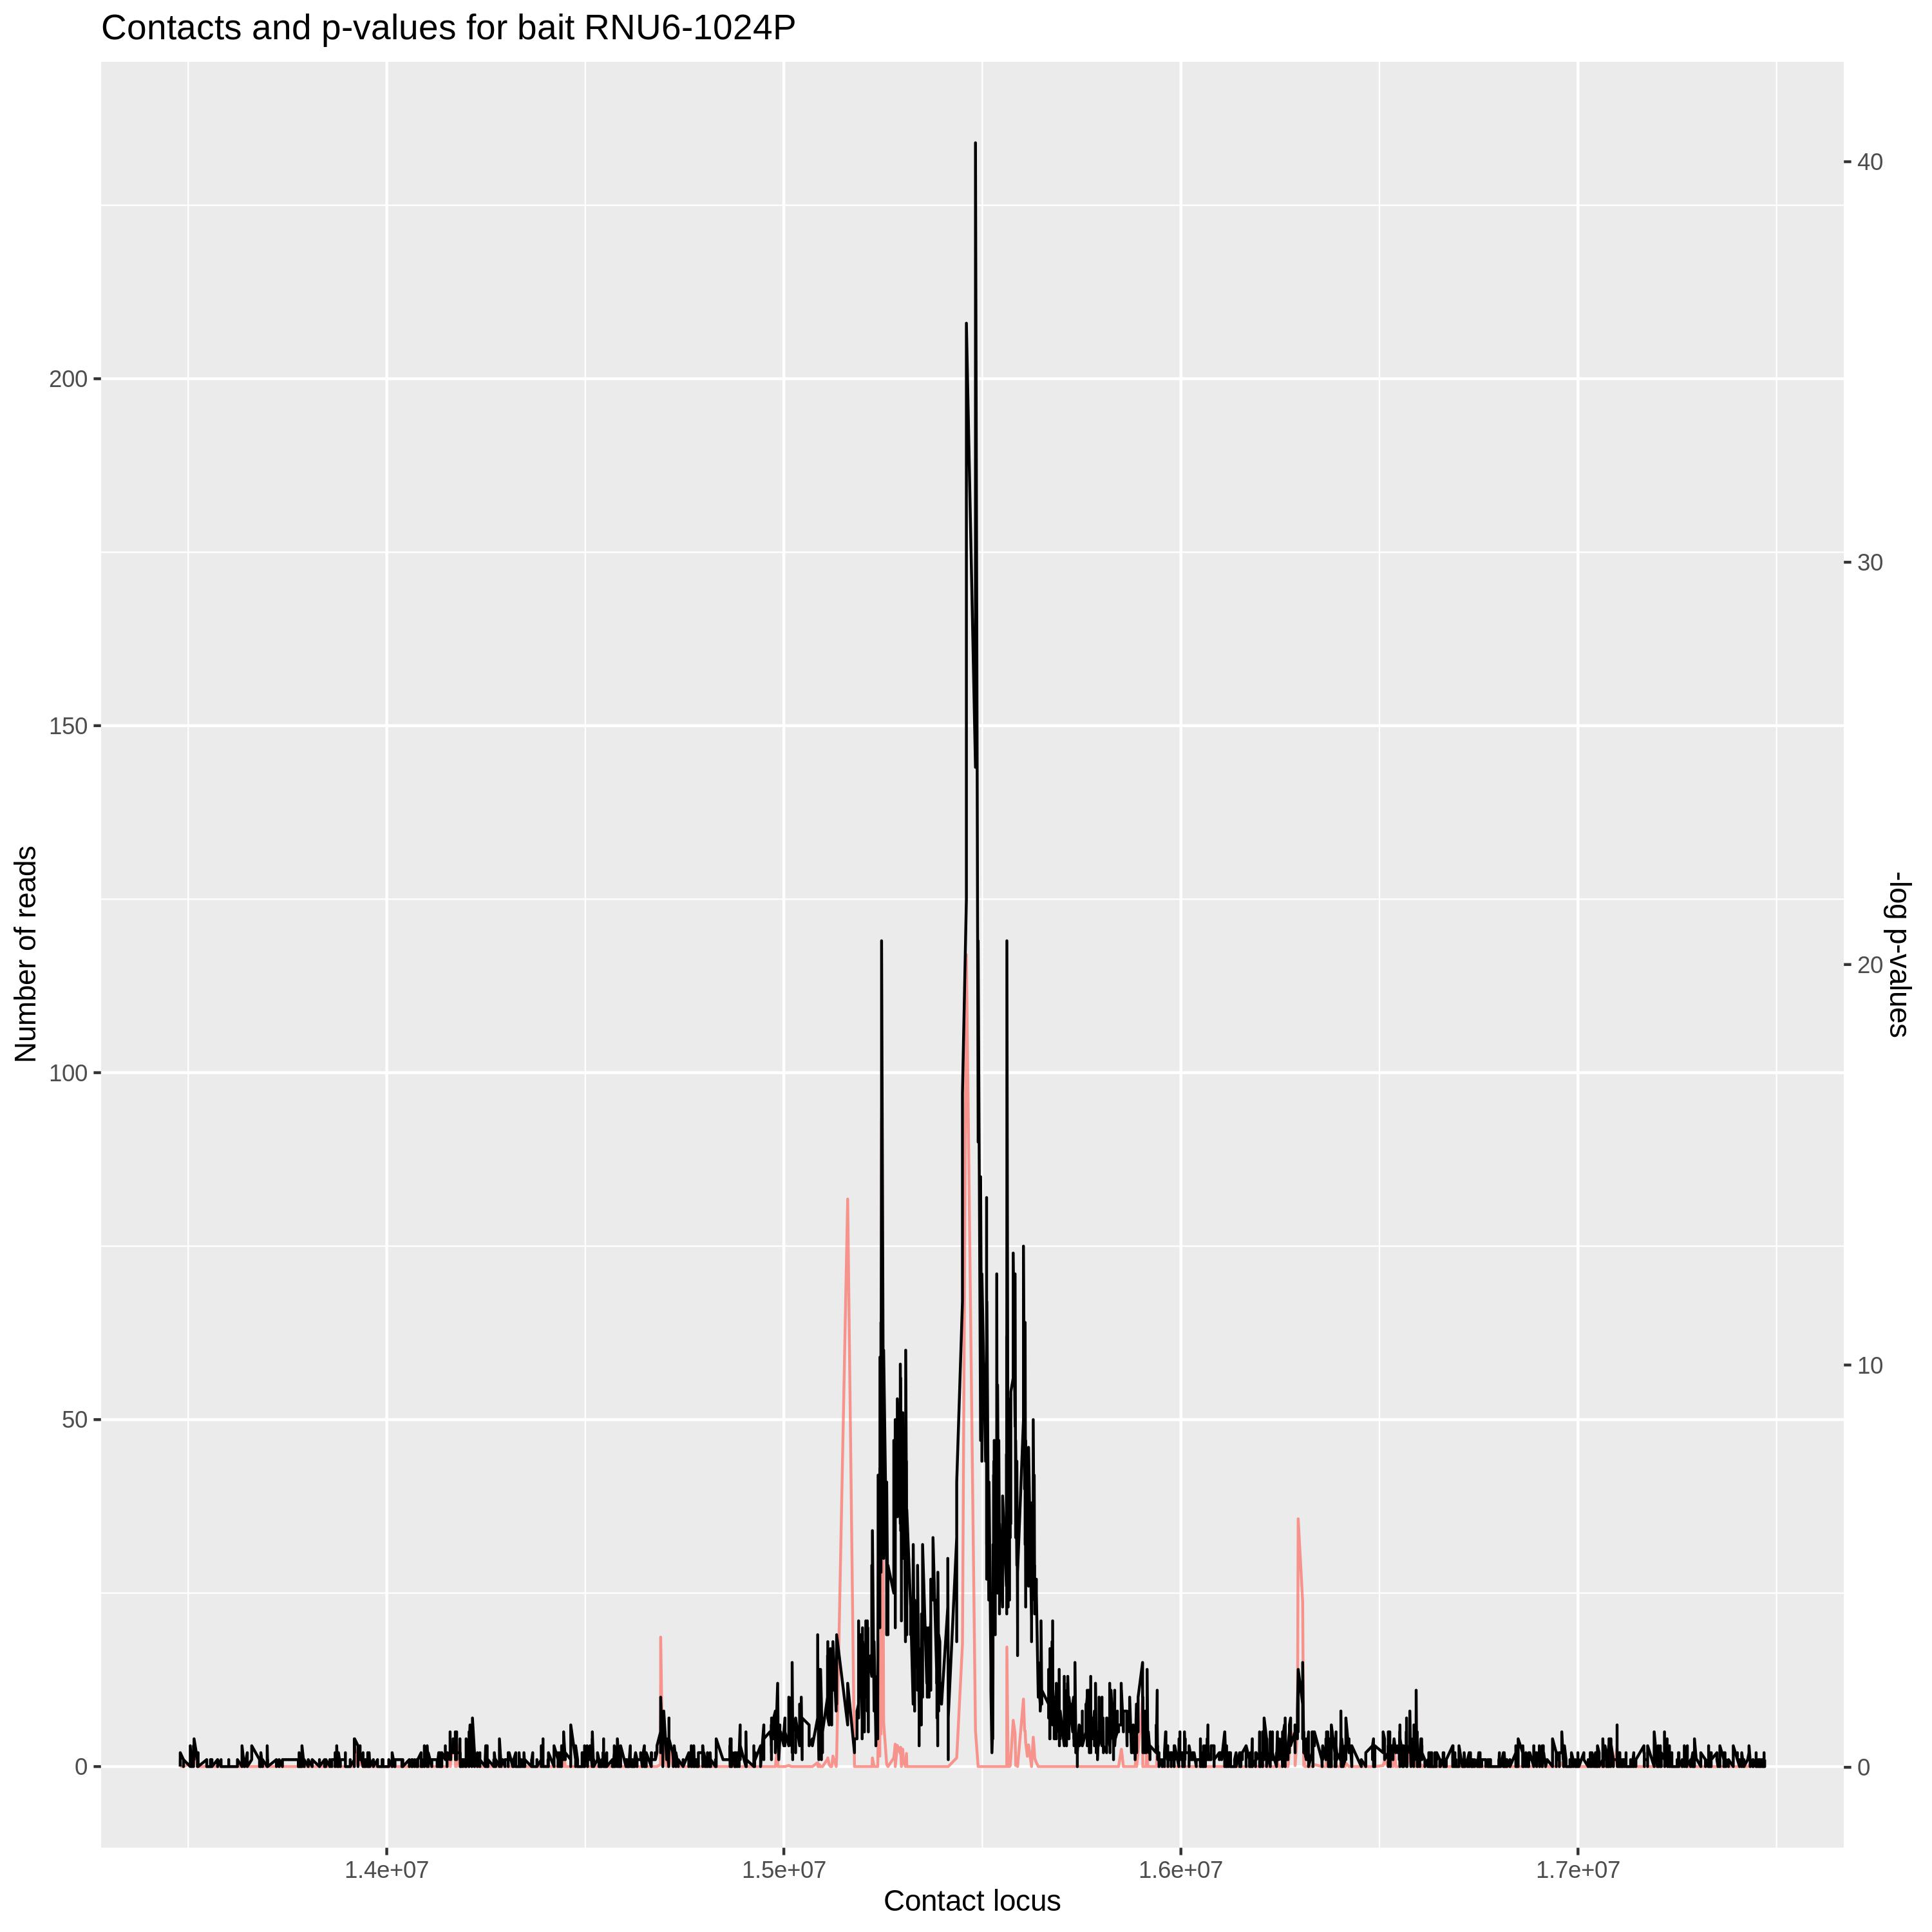 Contacts and p-values for bait RNU6-1024P
Number of reads
200
150
100
50
0
40
30
20
10
0
-log p-values
1.4e+07
1.5e+07
1.6e+07
1.7e+07
Contact locus